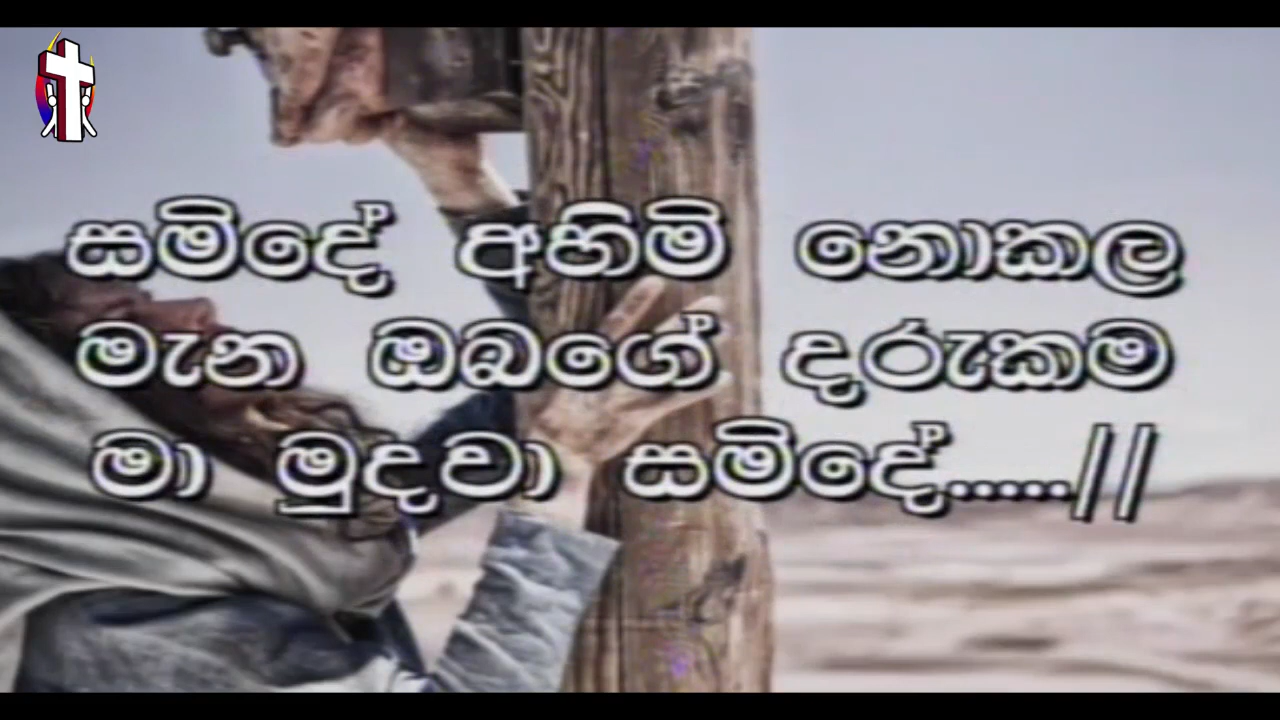 සමිදේ අහිමි නොකල
මැන ඔබගේ දරුකම
මා මුදවා සමිදේ.....//